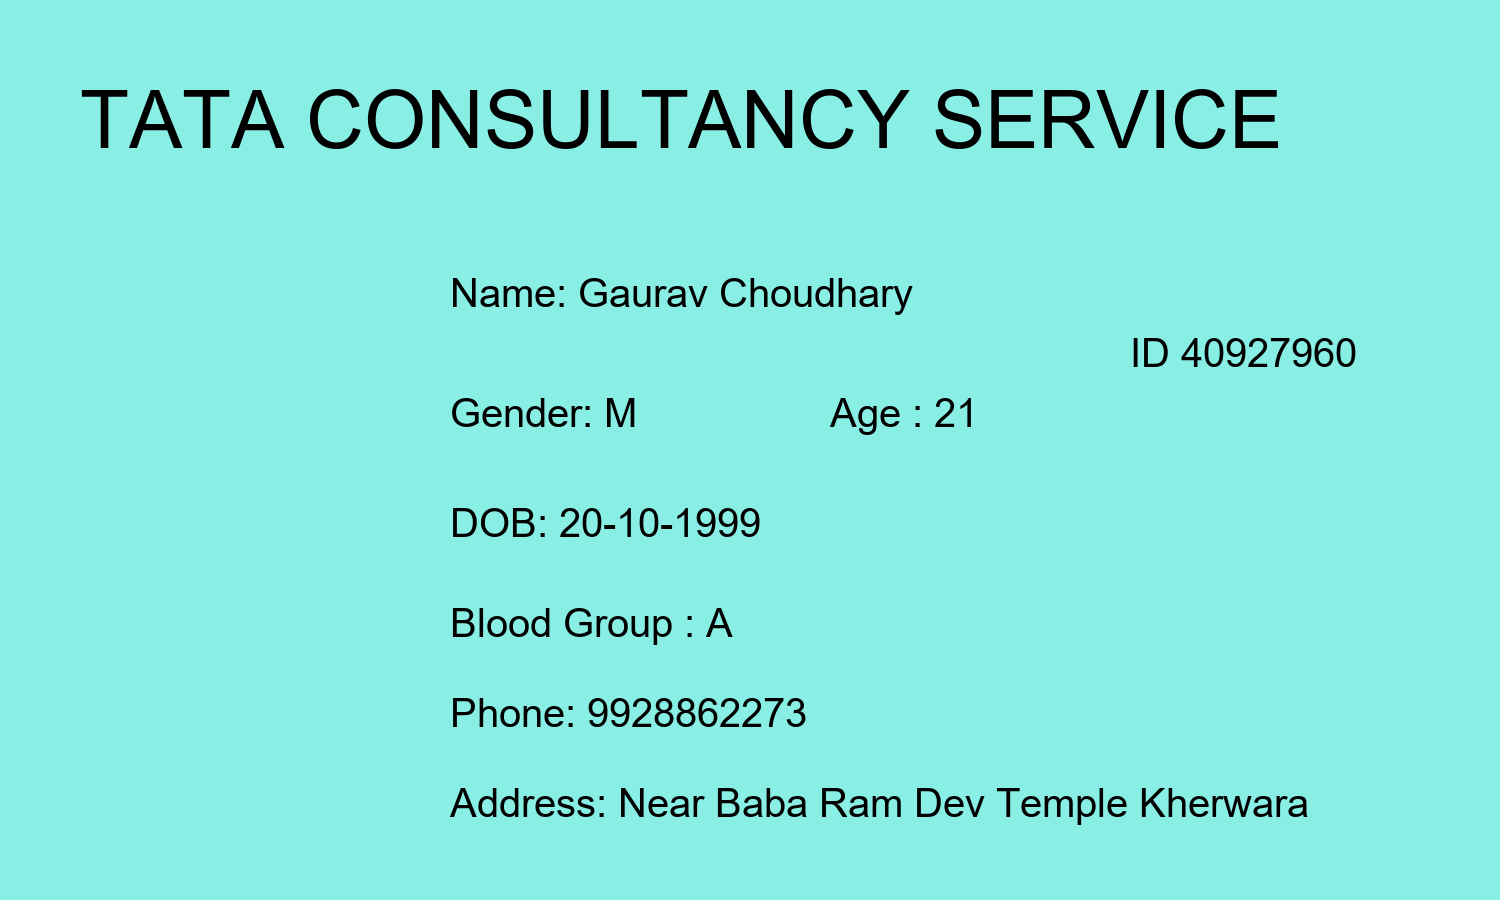 TATA CONSULTANCY SERVICE
Name: Gaurav Choudhary
ID 40927960
Gender: M Age : 21
DOB: 20-10-1999
Blood Group : A
Phone: 9928862273
Address: Near Baba Ram Dev Temple Kherwara